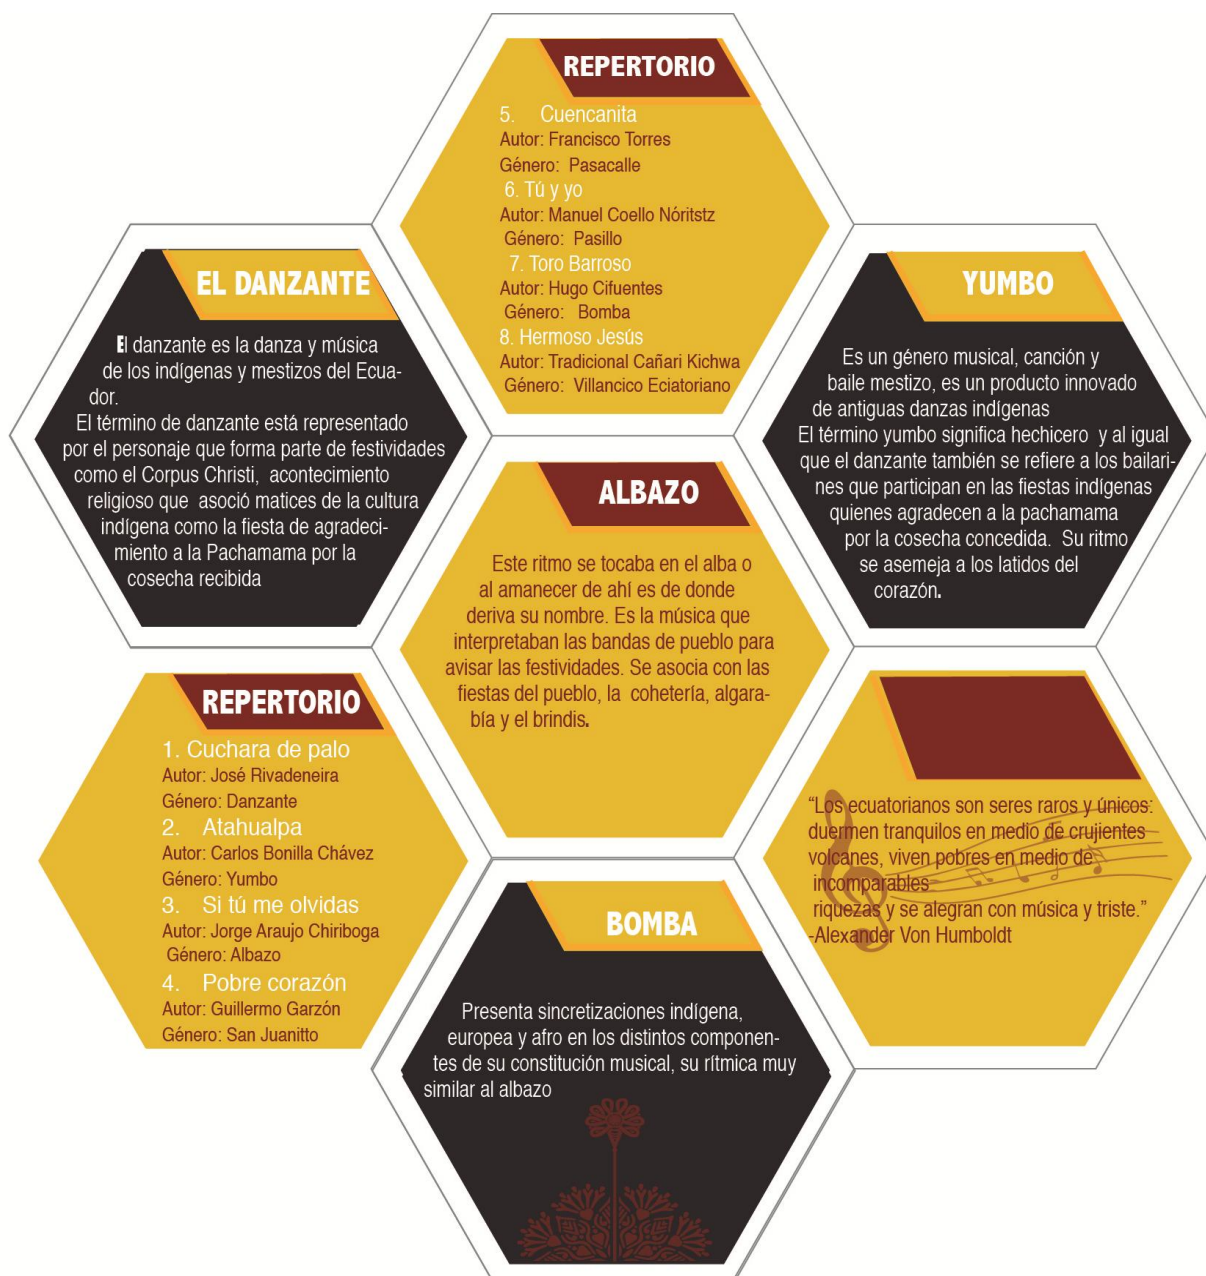 REPERTORIO
5. Cuencanita
Autor: Francisco Torres
Género: Pasacalle
6. Tú y yo
Autor: Manuel Coello Nóritstz
Género: Pasillo
7. Toro Barroso
Autor: Hugo Cifuentes
Género: Bomba
8. Hermoso Jesús
Autor: Tradicional Cañari Kichwa
Género: Villancico Eciatoriano
EL DANZANTE
El danzante es la danza y música
de los indígenas y mestizos del Ecua-
dor.
El término de danzante está representado
por el personaje que forma parte de festividades
como el Corpus Christi, acontecimiento
religioso que asoció matices de la cultura
indígena como la fiesta de agradeci-
miento a la Pachamama por la
cosecha recibida
YUMBO
Es un género musical, canción y
baile mestizo, es un producto innovado
de antiguas danzas indígenas
El término yumbo significa hechicero y al igual
que el danzante también se refiere a los bailari-
nes que participan en las fiestas indígenas
quienes agradecen a la pachamama
por la cosecha concedida. Su ritmo
se asemeja a los latidos del
corazón.
ALBAZO
Este ritmo se tocaba en el alba o
al amanecer de ahí es de donde
deriva su nombre. Es la música que
interpretaban las bandas de pueblo para
avisar las festividades. Se asocia con las
fiestas del pueblo, la cohetería, algara-
bía y el brindis.
REPERTORIO
1. Cuchara de palo
Autor: José Rivadeneira
Género: Danzante
2. Atahualpa
Autor: Carlos Bonilla Chávez
Género: Yumbo
3. Si tú me olvidas
Autor: Jorge Araujo Chiriboga
Género: Albazo
4. Pobre corazón
Autor: Guillermo Garzón
Género: San Juanitto
“Los ecuatorianos son seres raros y únicos:
duermen tranquilos en medio de crujientes
volcanes, viven pobres en medio de
incomparables
riquezas y se alegran con música y triste.”
-Alexander Von Humboldt
BOMBA
Presenta sincretizaciones indígena,
europea y afro en los distintos componen-
tes de su constitución musical, su rítmica muy
similar al albazo